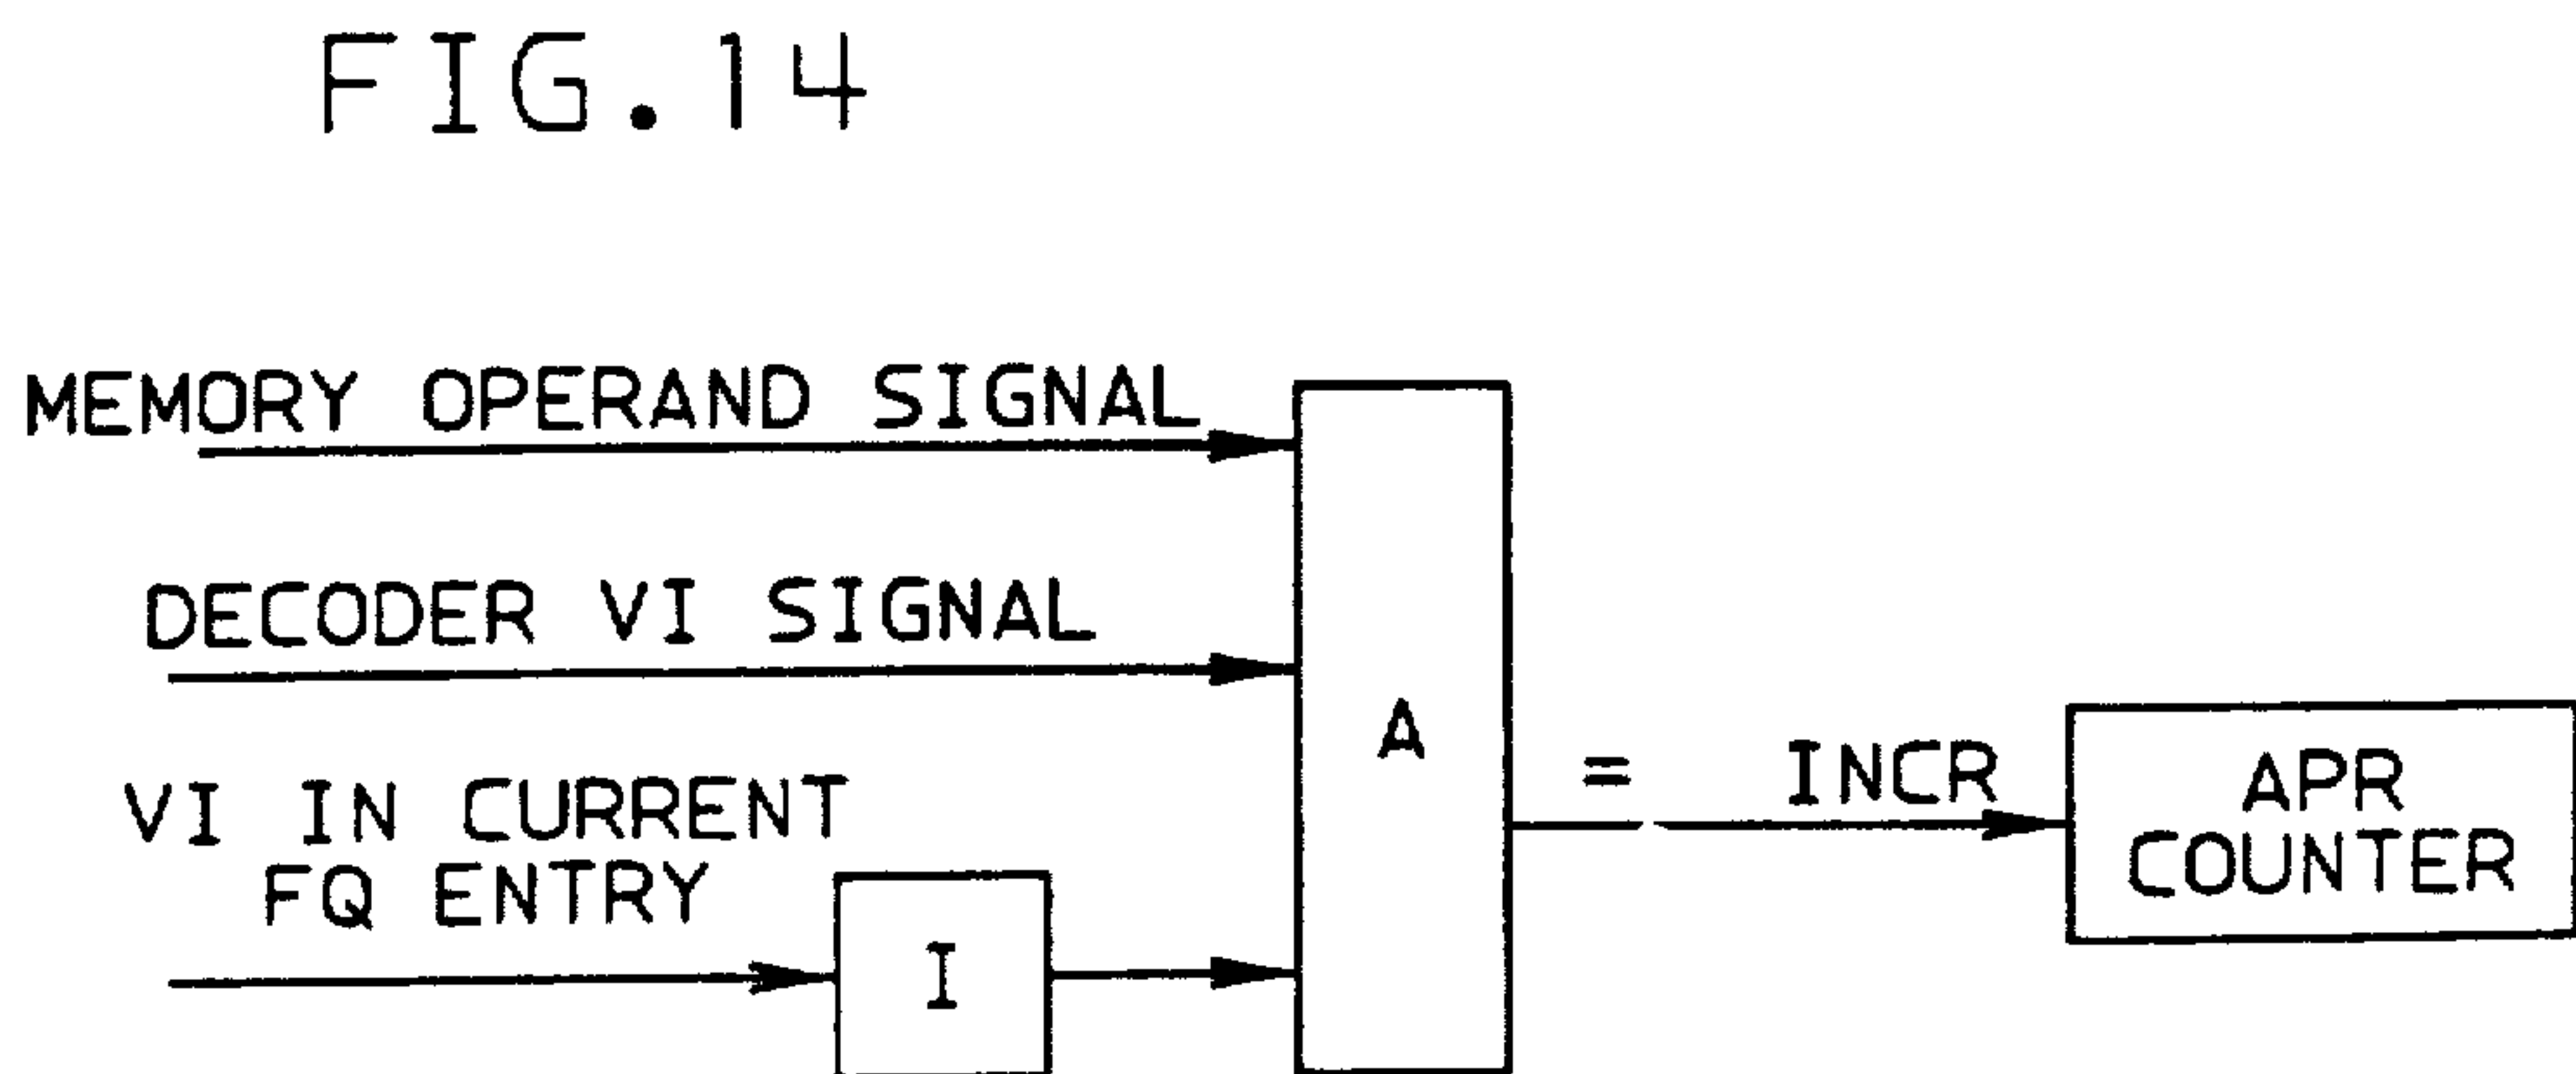 FIG.14
MEMORY OPERAND SIGNAL
DECODER VI SIGNAL
VI IN CURRENT
FQ ENTRY
I
A
= INCR
APR
COUNTER